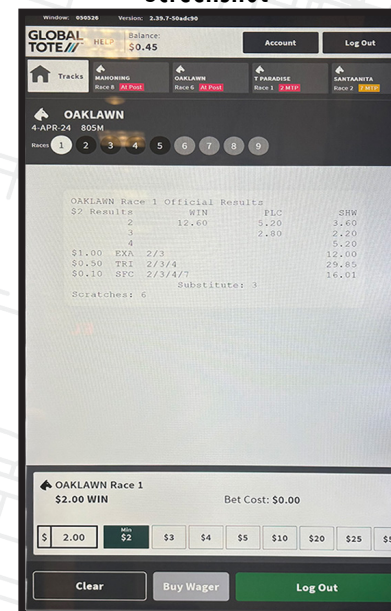 Screenshot
Window: 050526 Version: 2.39.7-50adc90
GLOBAL TOTE HELP Balance: $0.45 Account Log Out
Tracks
MAHONING Race 8 At Post
OAKLAWN Race 6 At Post
T PARADISE Race 1 2 MTP
SANTAANITA Race 2 7 MTP
OAKLAWN
4-APR-24 805M
Races 1 2 3 4 5 6 7 8 9
OAKLAWN Race 1 Official Results
$2 Results WIN PLC SHW
2 12.60 5.20 3.60
3 2.80 2.20
4 5.20
$1.00 EXA 2/3 12.00
$0.50 TRI 2/3/4 29.85
$0.10 SFC 2/3/4/7 16.01
Substitute: 3
Scratches: 6
OAKLAWN Race 1
$2.00 WIN Bet Cost: $0.00
$ 2.00 Min $2 $3 $4 $5 $10 $20 $25
Clear Buy Wager Log Out